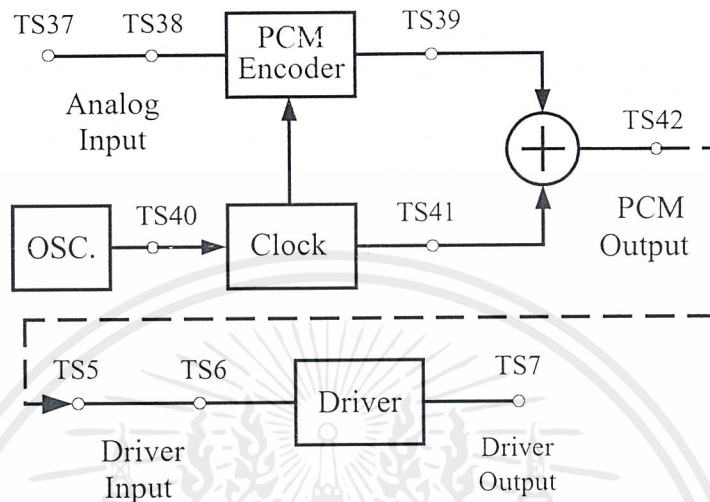 TS37
TS38
PCM
Encoder
TS39
Analog
Input
TS42
OSC.
TS40
Clock
TS41
PCM
Output
TS5
TS6
Driver
TS7
Driver
Input
Driver
Output